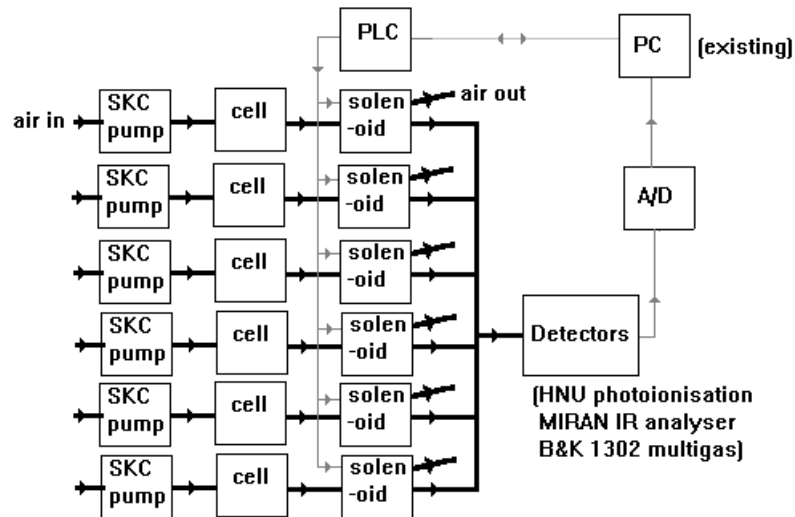 PLC
PC
(existing)
air in
SKC
pump
cell
solen
-oid
air out
SKC
pump
cell
solen
-oid
A/D
SKC
pump
cell
solen
-oid
SKC
pump
cell
solen
-oid
Detectors
SKC
pump
cell
solen
-oid
(HNU photoionisation
MIRAN IR analyser
B&K 1302 multigas)
SKC
pump
cell
solen
-oid